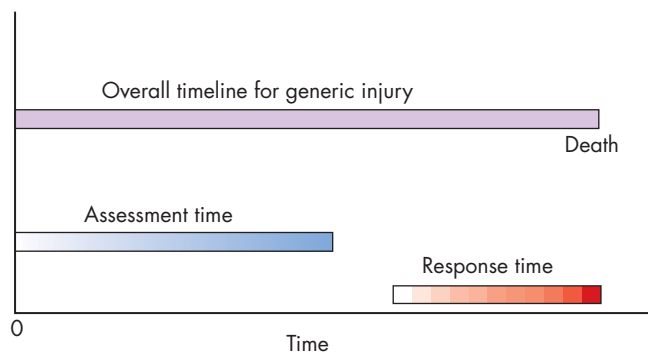 Overall timeline for generic injury
Death
Assessment time
Response time
0
Time